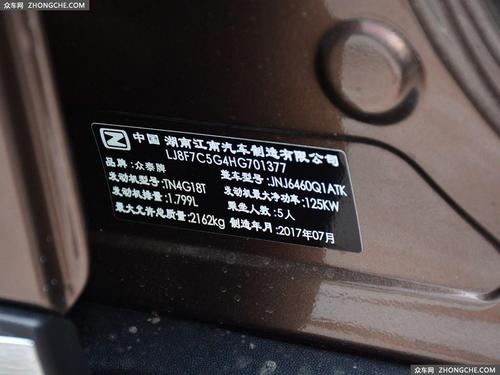 众车网 ZHONGCHE.COM
Z 中国 湖南江南汽车制造有限公司
LJ8F7C5G4HG701377
品牌:众泰牌 整车型号:JNJ6460Q1ATK
发动机型号:TN4G18T 发动机最大净功率:125KW
发动机排量:1.799L 乘坐人数:5人
最大允许总质量:2162kg 制造年月:2017年07月
众车网 ZHONGCHE.COM